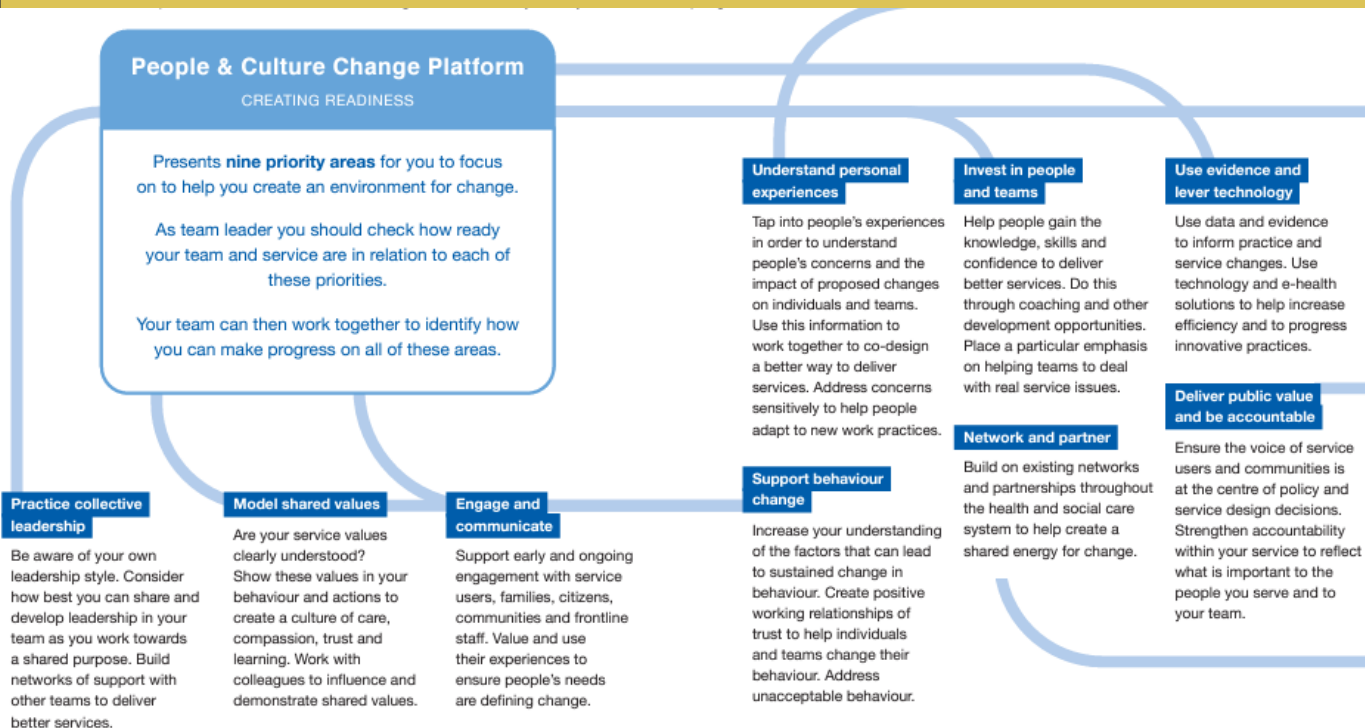 People & Culture Change Platform
CREATING READINESS
Presents nine priority areas for you to focus
on to help you create an environment for change.
As team leader you should check how ready
your team and service are in relation to each of
these priorities.
Your team can then work together to identify how
you can make progress on all of these areas.
Practice collective
leadership
Be aware of your own
leadership style. Consider
how best you can share and
develop leadership in your
team as you work towards
a shared purpose. Build
networks of support with
other teams to deliver
better services.
Model shared values
Are your service values
clearly understood?
Show these values in your
behaviour and actions to
create a culture of care,
compassion, trust and
learning. Work with
colleagues to influence and
demonstrate shared values.
Engage and
communicate
Support early and ongoing
engagement with service
users, families, citizens,
communities and frontline
staff. Value and use
their experiences to
ensure people's needs
are defining change.
Understand personal
experiences
Tap into people's experiences
in order to understand
people's concerns and the
impact of proposed changes
on individuals and teams.
Use this information to
work together to co-design
a better way to deliver
services. Address concerns
sensitively to help people
adapt to new work practices.
Support behaviour
change
Increase your understanding
of the factors that can lead
to sustained change in
behaviour. Create positive
working relationships of
trust to help individuals
and teams change their
behaviour. Address
unacceptable behaviour.
Invest in people
and teams
Help people gain the
knowledge, skills and
confidence to deliver
better services. Do this
through coaching and other
development opportunities.
Place a particular emphasis
on helping teams to deal
with real service issues.
Network and partner
Build on existing networks
and partnerships throughout
the health and social care
system to help create a
shared energy for change.
Use evidence and
lever technology
Use data and evidence
to inform practice and
service changes. Use
technology and e-health
solutions to help increase
efficiency and to progress
innovative practices.
Deliver public value
and be accountable
Ensure the voice of service
users and communities is
at the centre of policy and
service design decisions.
Strengthen accountability
within your service to reflect
what is important to the
people you serve and to
your team.